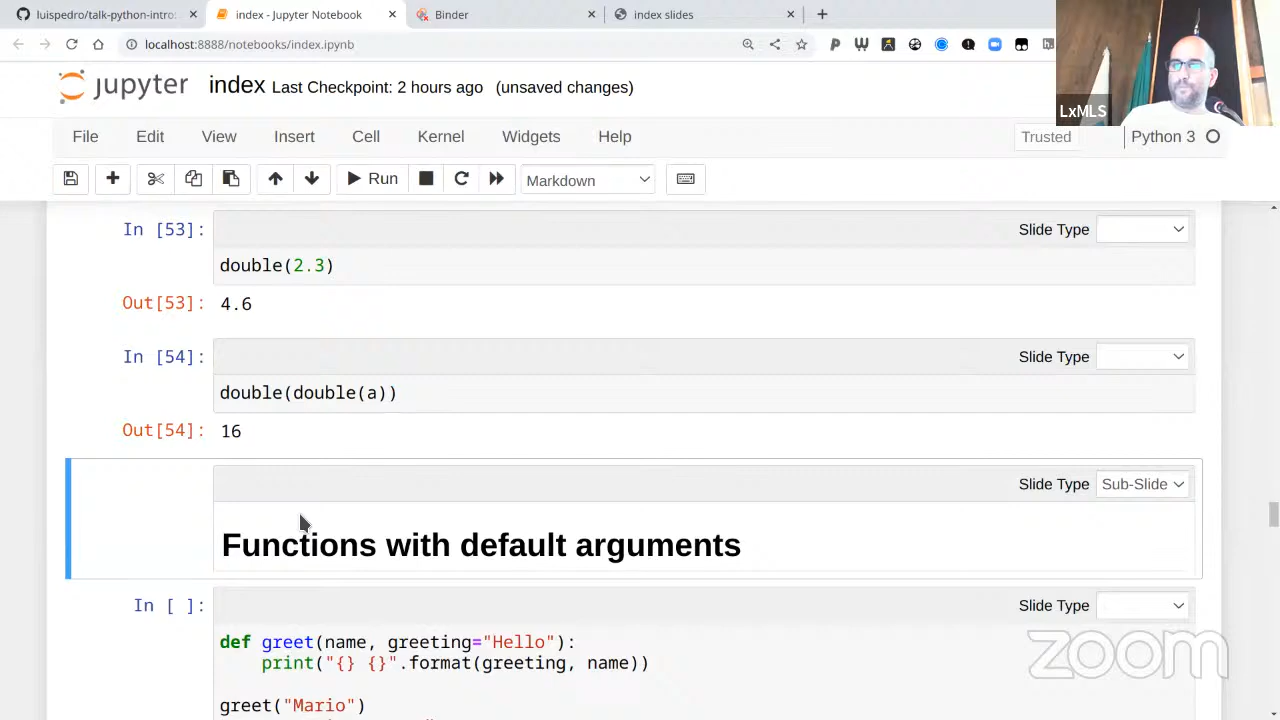 luispedro/talk-python-intro
index - Jupyter Notebook
Binder
index slides
localhost:8888/notebooks/index.ipynb
LxMLS
jupyter index Last Checkpoint: 2 hours ago (unsaved changes)
File Edit View Insert Cell Kernel Widgets Help Trusted Python 3
Run Markdown
In [53]: Slide Type
double(2.3)
Out[53]: 4.6
In [54]: Slide Type
double(double(a))
Out[54]: 16
Slide Type Sub-Slide
Functions with default arguments
In [ ]: Slide Type
def greet(name, greeting="Hello"):
print("{} {}".format(greeting, name))
greet("Mario")
zoom